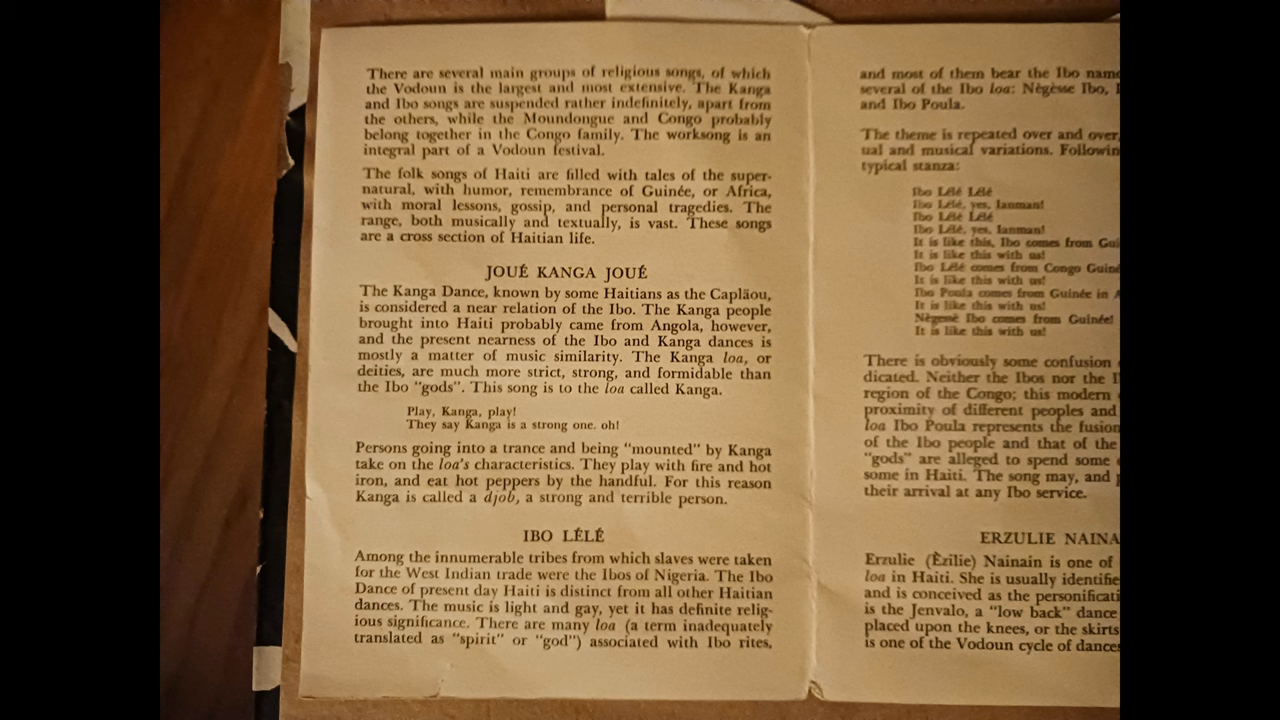 There are several main groups of religious songs, of which
the Vodoun is the largest and most extensive. The Kanga
and Ibo songs are suspended rather indefinitely, apart from
the others, while the Moundongue and Congo probably
belong together in the Congo family. The worksong is an
integral part of a Vodoun festival.
The folk songs of Haiti are filled with tales of the super-
natural, with humor, remembrance of Guinée, or Africa,
with moral lessons, gossip, and personal tragedies. The
range, both musically and textually, is vast. These songs
are a cross section of Haitian life.
JOUÉ KANGA JOUÉ
The Kanga Dance, known by some Haitians as the Capläou,
is considered a near relation of the Ibo. The Kanga people
brought into Haiti probably came from Angola, however,
and the present nearness of the Ibo and Kanga dances is
mostly a matter of music similarity. The Kanga loa, or
deities, are much more strict, strong, and formidable than
the Ibo "gods". This song is to the loa called Kanga.
Play, Kanga, play!
They say Kanga is a strong one, oh!
Persons going into a trance and being "mounted" by Kanga
take on the loa's characteristics. They play with fire and hot
iron, and eat hot peppers by the handful. For this reason
Kanga is called a djob, a strong and terrible person.
IBO LÉLÉ
Among the innumerable tribes from which slaves were taken
for the West Indian trade were the Ibos of Nigeria. The Ibo
Dance of present day Haiti is distinct from all other Haitian
dances. The music is light and gay, yet it has definite relig-
ious significance. There are many loa (a term inadequately
translated as "spirit" or "god") associated with Ibo rites,
and most of them bear the Ibo name
several of the Ibo loa: Nègèsse Ibo,
and Ibo Poula.
The theme is repeated over and over,
ual and musical variations. Followin
typical stanza:
Ibo Lélé Lélé
Ibo Lélé, yes, Ianman!
Ibo Lélé Lélé
Ibo Lélé, yes, Ianman!
It is like this, Ibo comes from Gui
It is like this with us!
Ibo Lélé comes from Congo Guiné
It is like this with us!
Ibo Poula comes from Guinée in A
It is like this with us!
Nègessè Ibo comes from Guinée!
It is like this with us!
There is obviously some confusion
dicated. Neither the Ibos nor the
region of the Congo; this modern
proximity of different peoples and
loa Ibo Poula represents the fusion
of the Ibo people and that of the
"gods" are alleged to spend some
some in Haiti. The song may, and
their arrival at any Ibo service.
ERZULIE NAINA
Erzulie (Èzilie) Nainain is one of
loa in Haiti. She is usually identifie
and is conceived as the personificati
is the Jenvalo, a "low back" dance
placed upon the knees, or the skirts
is one of the Vodoun cycle of dances